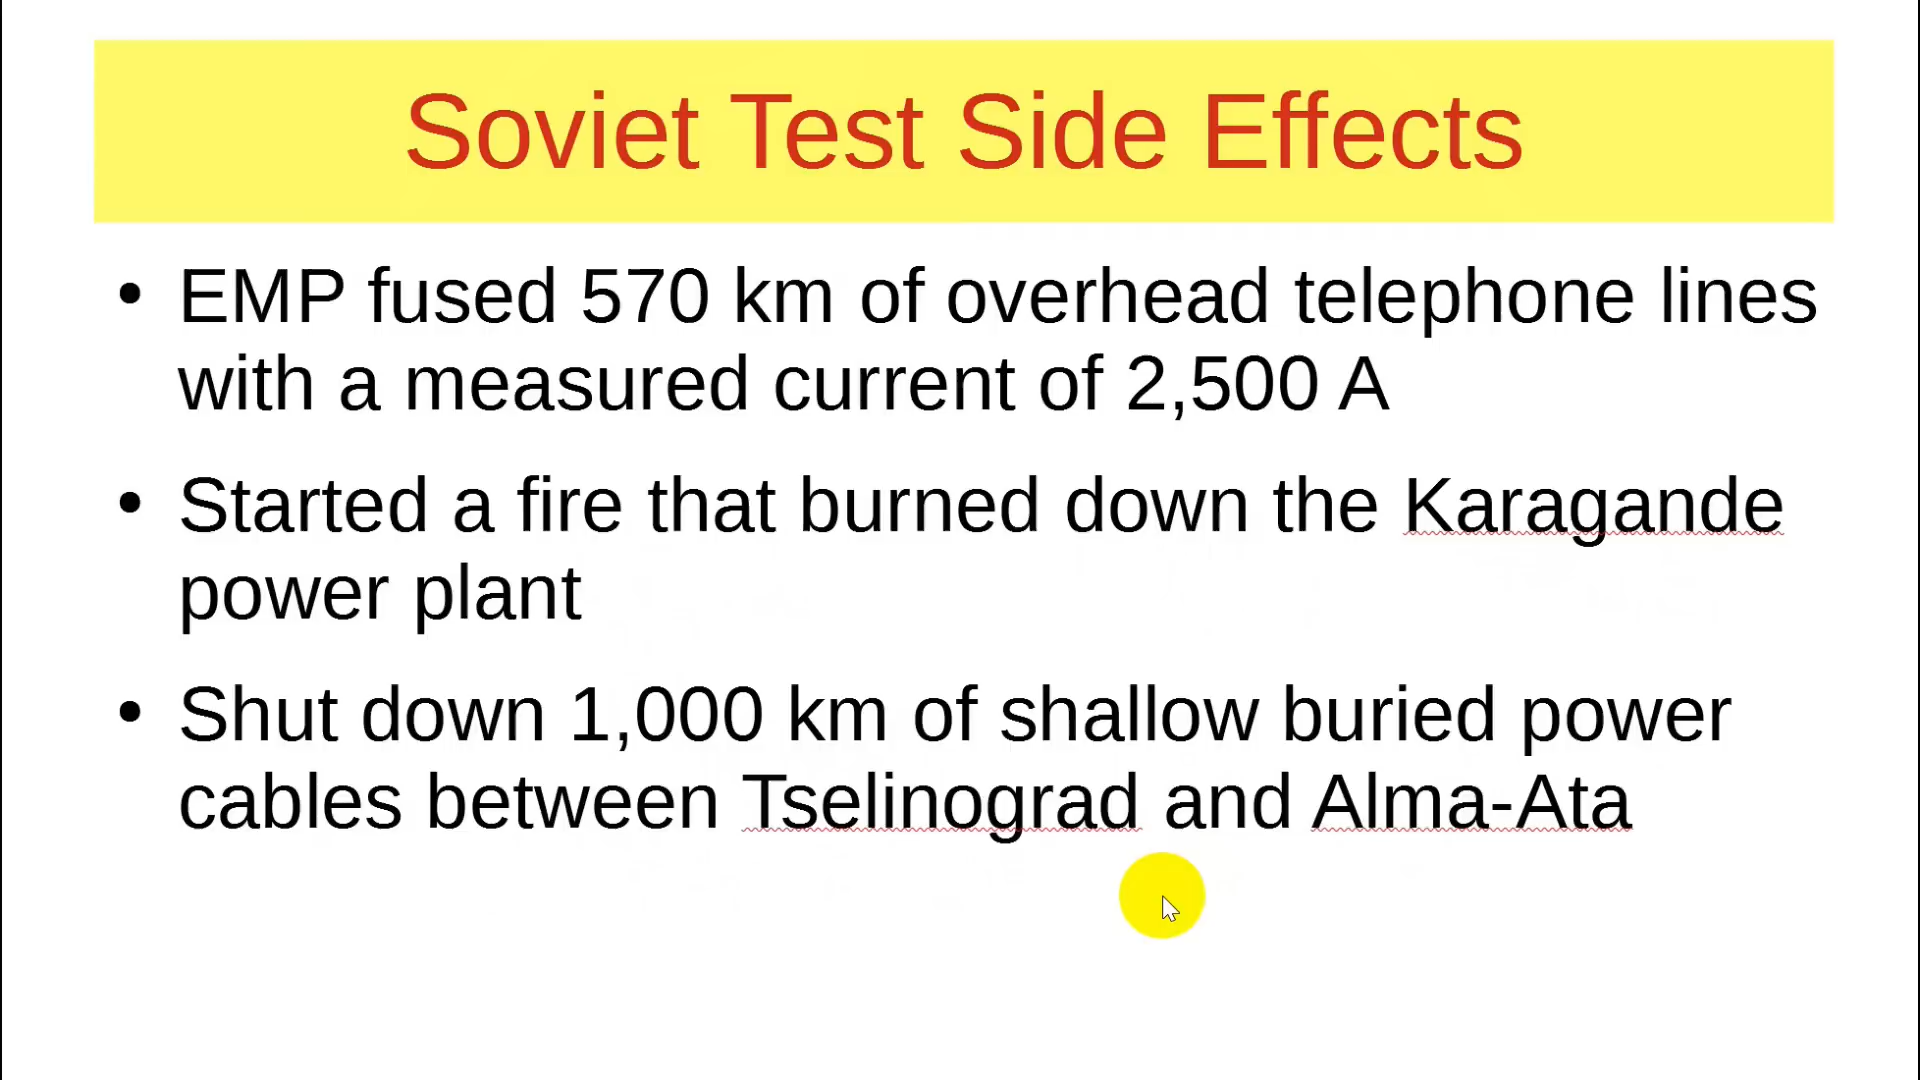 Soviet Test Side Effects
• EMP fused 570 km of overhead telephone lines
with a measured current of 2,500 A
• Started a fire that burned down the Karagande
power plant
• Shut down 1,000 km of shallow buried power
cables between Tselinograd and Alma-Ata